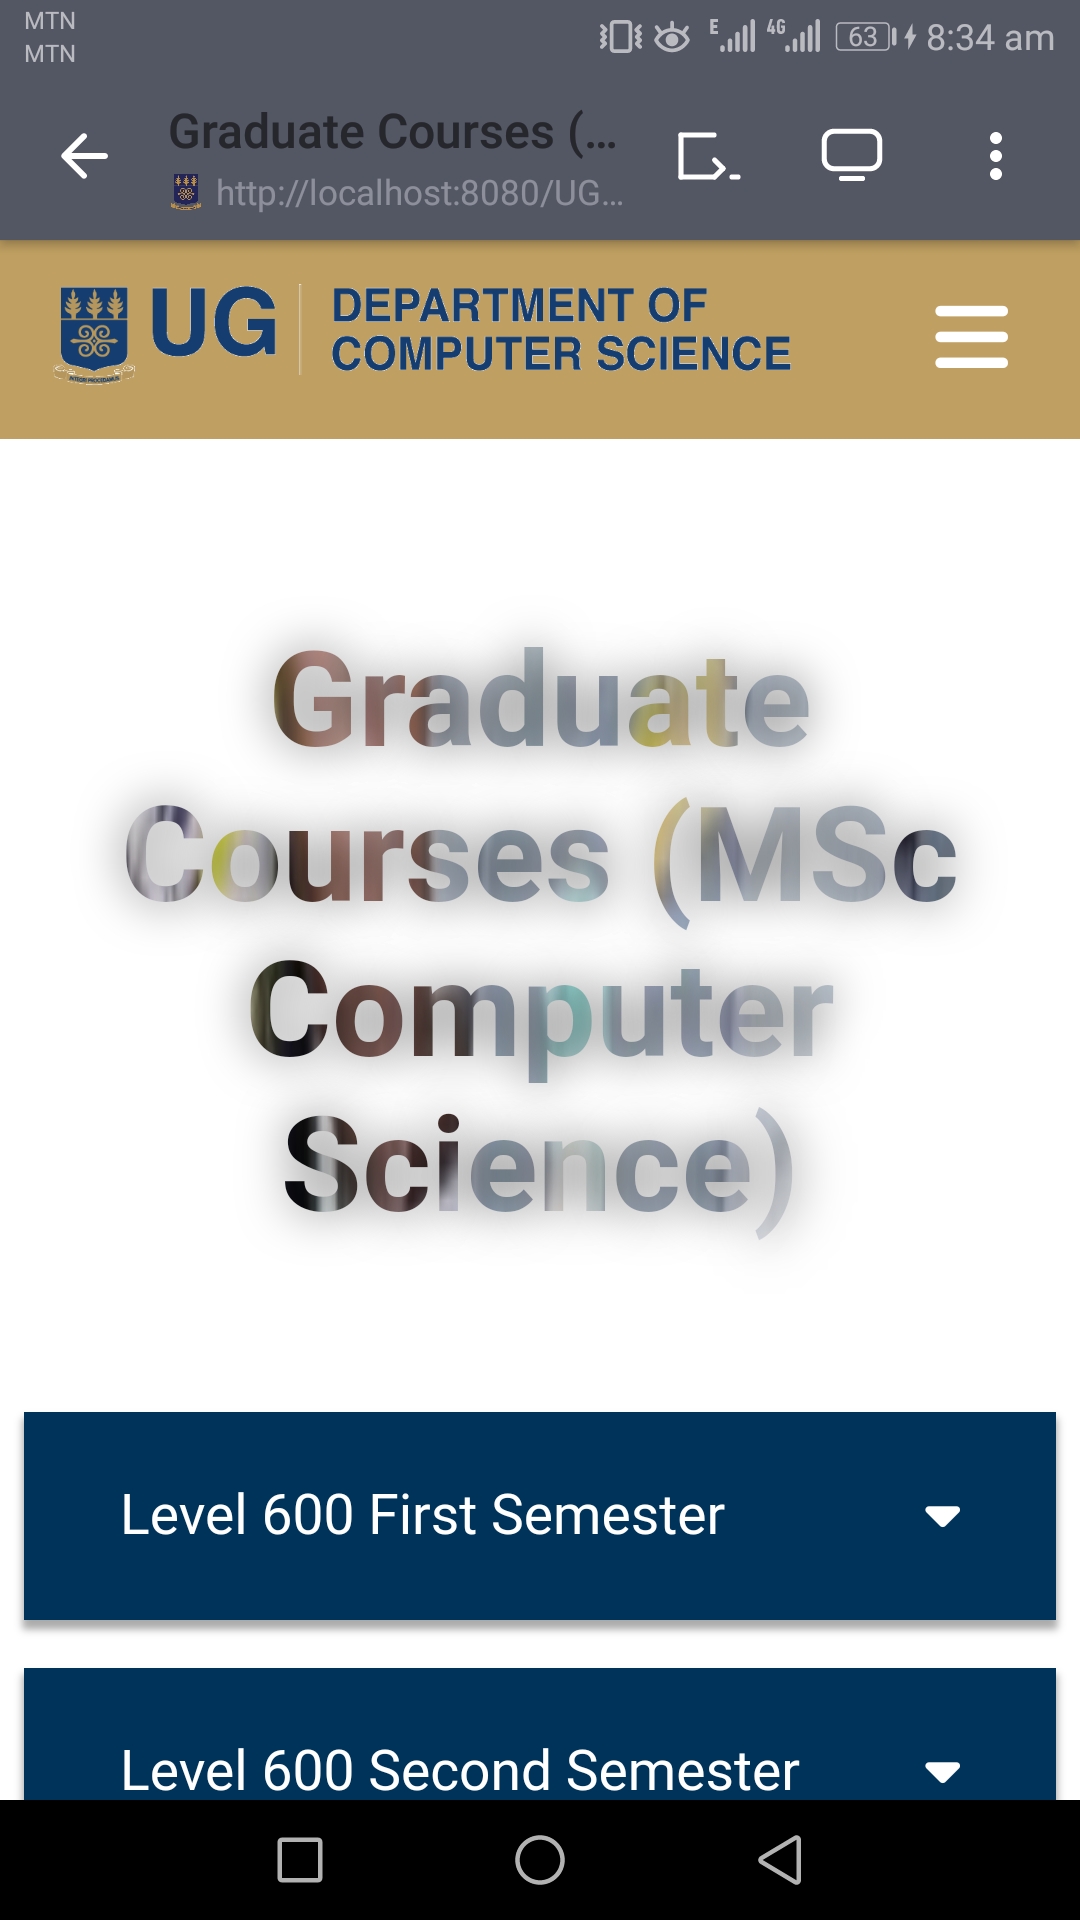 MTN
MTN
E
4G
63
8:34 am
Graduate Courses (...
http://localhost:8080/UG...
UG
DEPARTMENT OF
COMPUTER SCIENCE
Graduate
Courses (MSc
Computer
Science)
Level 600 First Semester
Level 600 Second Semester